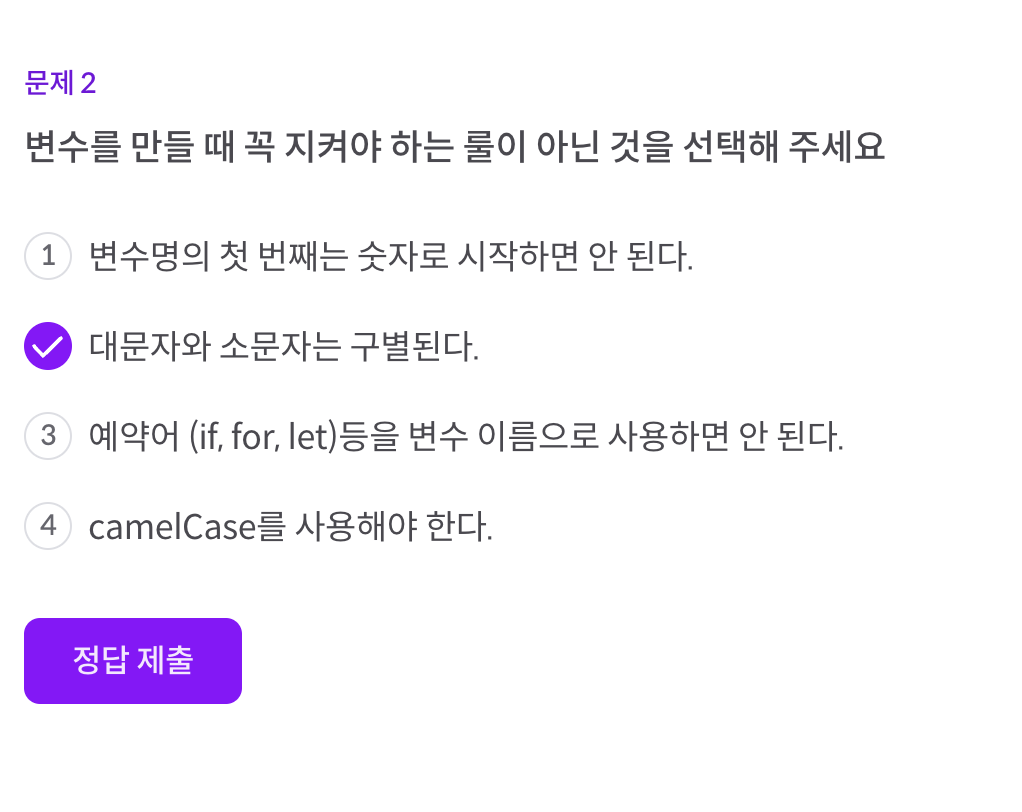 문제 2
변수를 만들 때 꼭 지켜야 하는 룰이 아닌 것을 선택해 주세요
1 변수명의 첫 번째는 숫자로 시작하면 안 된다.
대문자와 소문자는 구별된다.
3 예약어 (if, for, let)등을 변수 이름으로 사용하면 안 된다.
4 camelCase를 사용해야 한다.
정답 제출